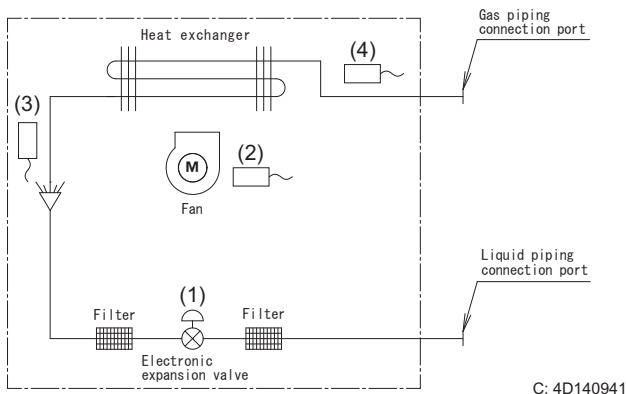 Gas piping
connection port
Heat exchanger
(4)
(3)
M
(2)
Fan
Liquid piping
connection port
(1)
Filter
Filter
Electronic
expansion valve
C: 4D140941